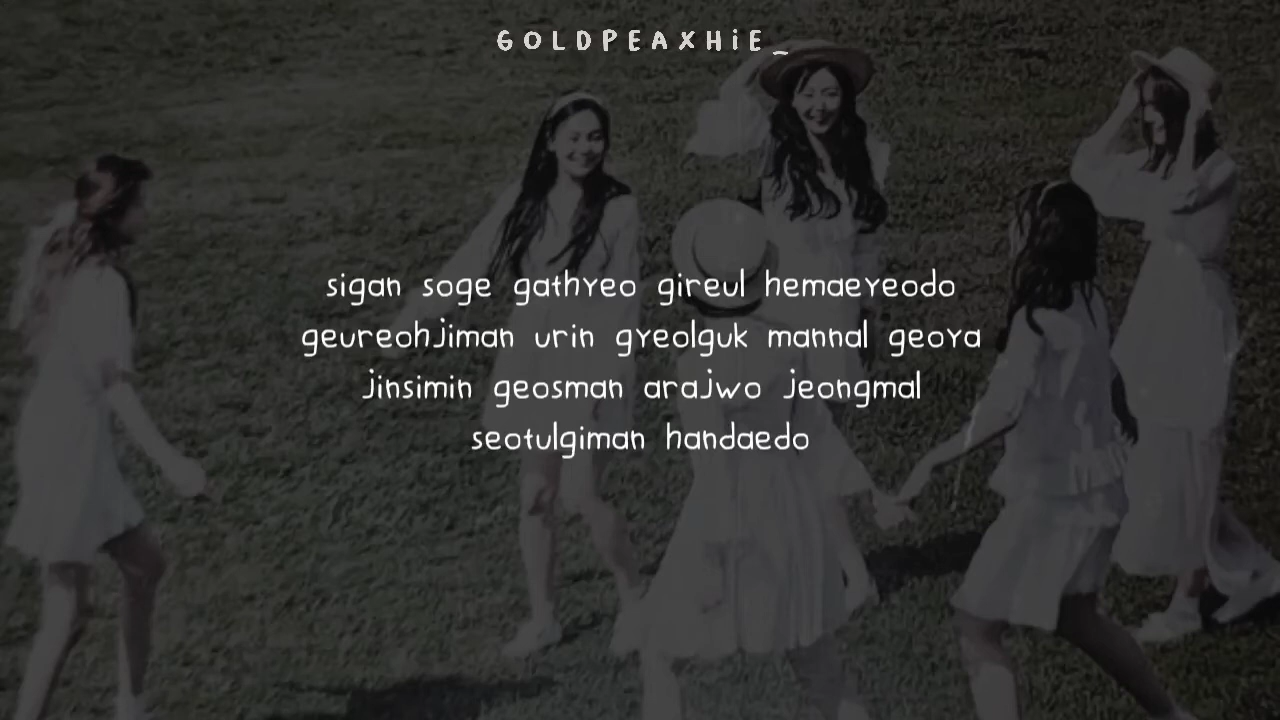 GOLDPEAXHiE_
sigan soge gathyeo gireul hemaeyeodo
geureohjiman urin gyeolguk mannal geoya
jinsimin geosman arajwo jeongmal
seotulgiman handaedo